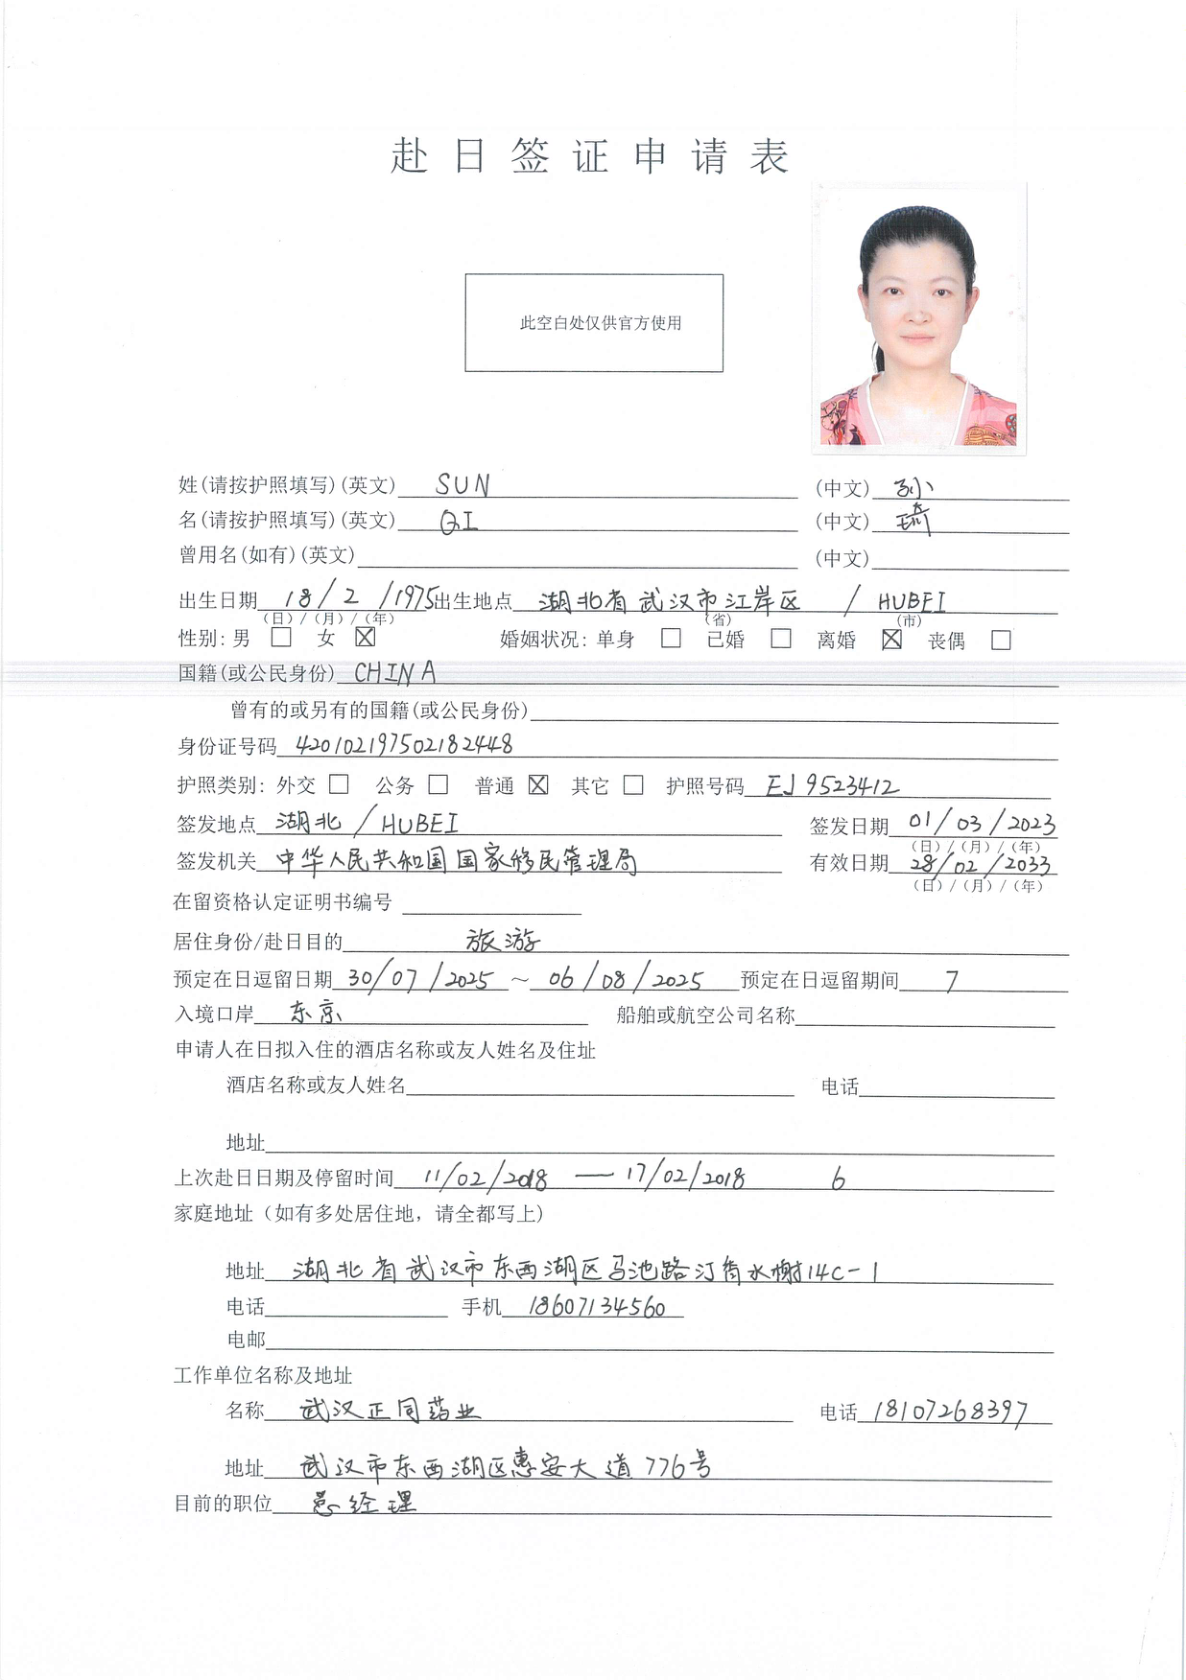 赴日签证申请表
此空白处仅供官方使用
姓(请按护照填写)(英文) SUN (中文) 孙
名(请按护照填写)(英文) QI (中文) 琦
曾用名(如有)(英文) (中文)
出生日期 18/2/1975 出生地点 湖北省武汉市江岸区 / HUBEI
(日)/(月)/(年) (省) (市)
性别: 男 □ 女 ☒ 婚姻状况: 单身 □ 已婚 □ 离婚 ☒ 丧偶 □
国籍(或公民身份) CHINA
曾有的或另有的国籍(或公民身份)
身份证号码 420102197502182448
护照类别: 外交 □ 公务 □ 普通 ☒ 其它 □ 护照号码 EJ9523412
签发地点 湖北 / HUBEI 签发日期 01/03/2023
(日)/(月)/(年)
签发机关 中华人民共和国国家移民管理局 有效日期 28/02/2033
(日)/(月)/(年)
在留资格认定证明书编号
居住身份/赴日目的 旅游
预定在日逗留日期 30/07/2025 ~ 06/08/2025 预定在日逗留期间 7
入境口岸 东京 船舶或航空公司名称
申请人在日拟入住的酒店名称或友人姓名及住址
酒店名称或友人姓名 电话
地址
上次赴日日期及停留时间 11/02/2018 — 17/02/2018 6
家庭地址（如有多处居住地，请全都写上）
地址 湖北省武汉市东西湖区马池路汀香水榭14C-1
电话 手机 18607134560
电邮
工作单位名称及地址
名称 武汉正同药业 电话 18107268397
地址 武汉市东西湖区惠安大道776号
目前的职位 总经理